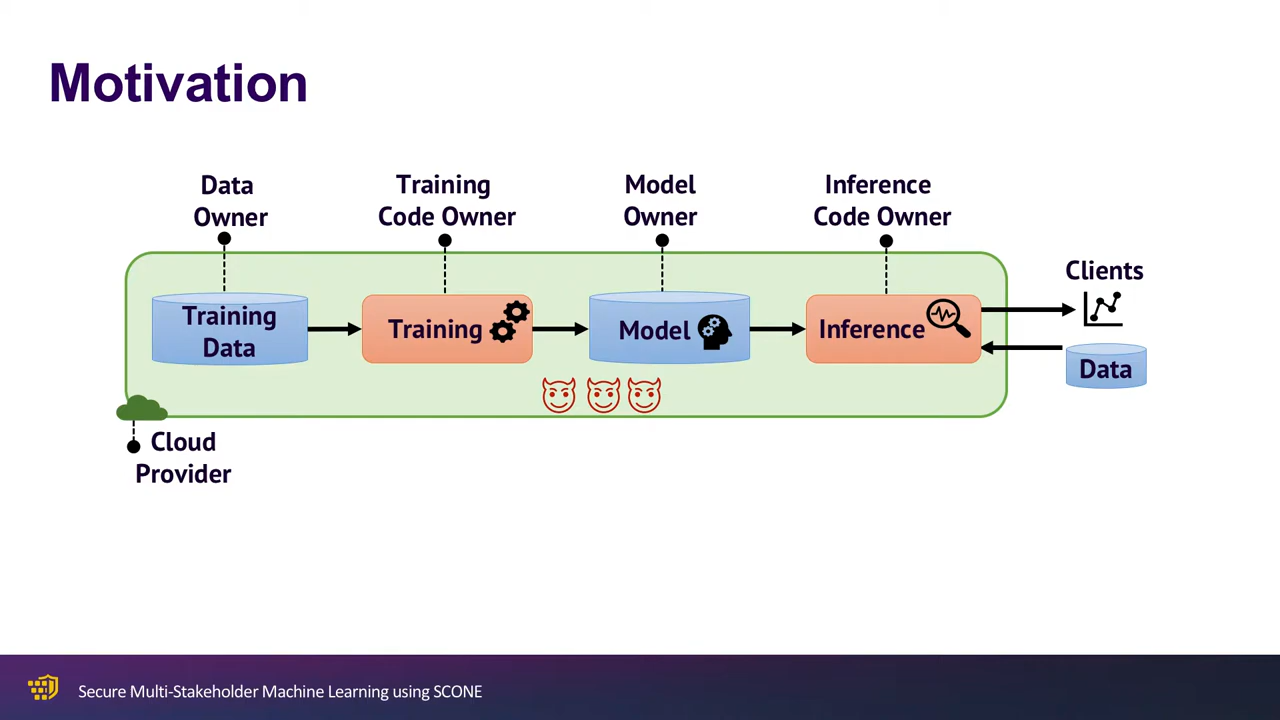 Motivation
Data
Owner
Training
Code Owner
Model
Owner
Inference
Code Owner
Training
Data
Training
Model
Inference
Clients
Data
Cloud
Provider
Secure Multi-Stakeholder Machine Learning using SCONE